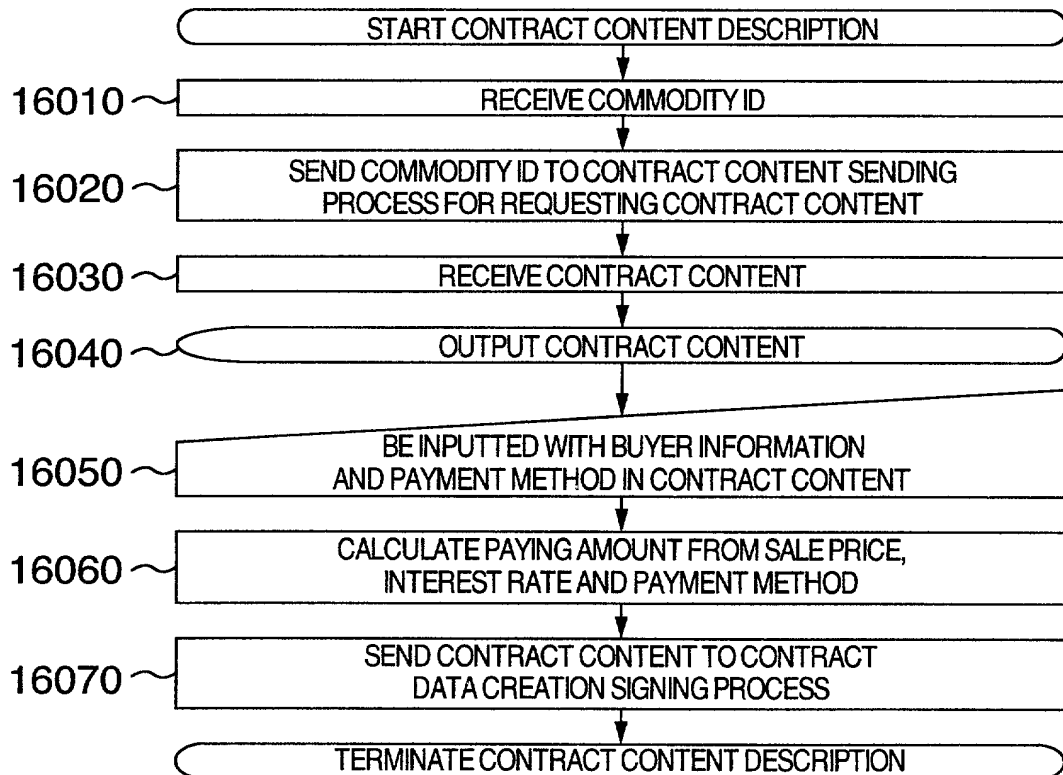 START CONTRACT CONTENT DESCRIPTION
16010
RECEIVE COMMODITY ID
16020
SEND COMMODITY ID TO CONTRACT CONTENT SENDING
PROCESS FOR REQUESTING CONTRACT CONTENT
16030
RECEIVE CONTRACT CONTENT
16040
OUTPUT CONTRACT CONTENT
16050
BE INPUTTED WITH BUYER INFORMATION
AND PAYMENT METHOD IN CONTRACT CONTENT
16060
CALCULATE PAYING AMOUNT FROM SALE PRICE,
INTEREST RATE AND PAYMENT METHOD
16070
SEND CONTRACT CONTENT TO CONTRACT
DATA CREATION SIGNING PROCESS
TERMINATE CONTRACT CONTENT DESCRIPTION